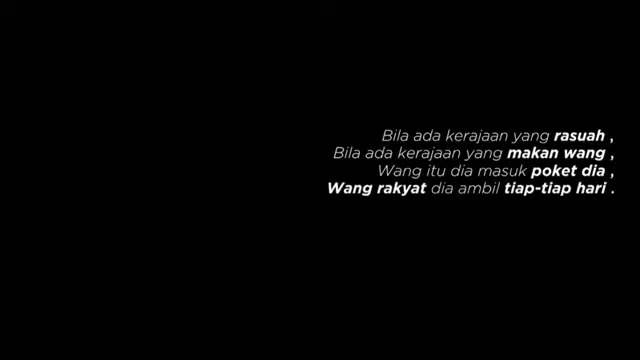 Bila ada kerajaan yang rasuah ,
Bila ada kerajaan yang makan wang ,
Wang itu dia masuk poket dia ,
Wang rakyat dia ambil tiap-tiap hari .